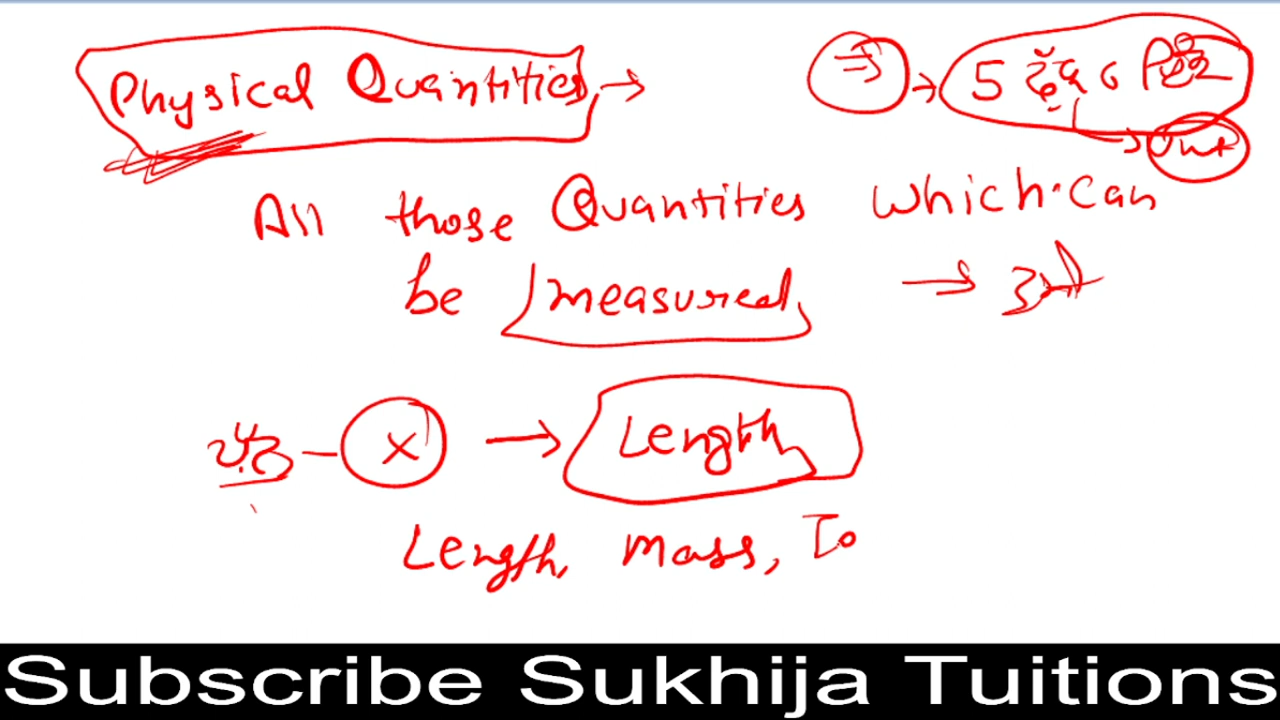 Physical Quantities →
5
All those Quantities which can
be measured →
X → Length
Length, Mass,
Subscribe Sukhija Tuitions